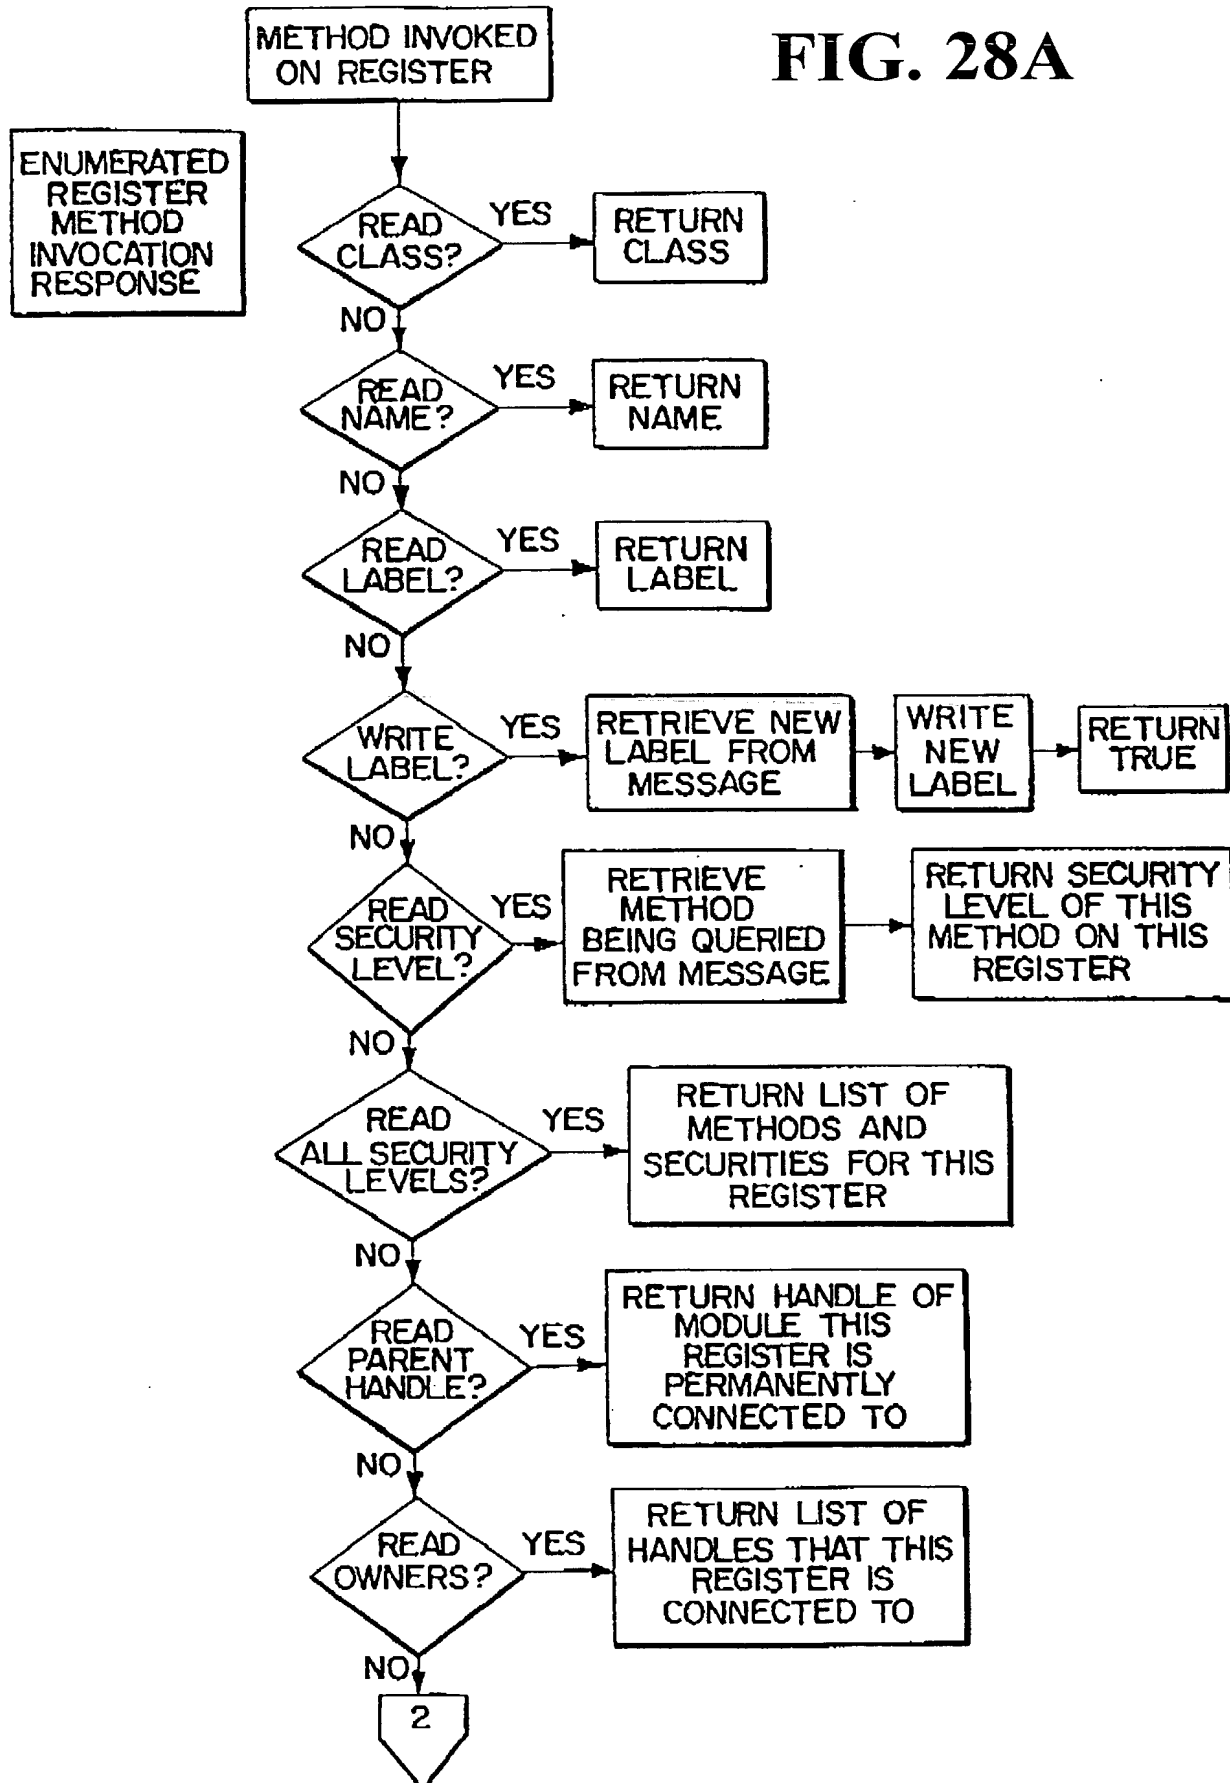 FIG. 28A
METHOD INVOKED
ON REGISTER
ENUMERATED
REGISTER
METHOD
INVOCATION
RESPONSE
READ
CLASS?
YES
RETURN
CLASS
NO
READ
NAME?
YES
RETURN
NAME
NO
READ
LABEL?
YES
RETURN
LABEL
NO
WRITE
LABEL?
YES
RETRIEVE NEW
LABEL FROM
MESSAGE
WRITE
NEW
LABEL
RETURN
TRUE
NO
READ
SECURITY
LEVEL?
YES
RETRIEVE
METHOD
BEING QUERIED
FROM MESSAGE
RETURN SECURITY
LEVEL OF THIS
METHOD ON THIS
REGISTER
NO
READ
ALL SECURITY
LEVELS?
YES
RETURN LIST OF
METHODS AND
SECURITIES FOR THIS
REGISTER
NO
READ
PARENT
HANDLE?
YES
RETURN HANDLE OF
MODULE THIS
REGISTER IS
PERMANENTLY
CONNECTED TO
NO
READ
OWNERS?
YES
RETURN LIST OF
HANDLES THAT THIS
REGISTER IS
CONNECTED TO
NO
2